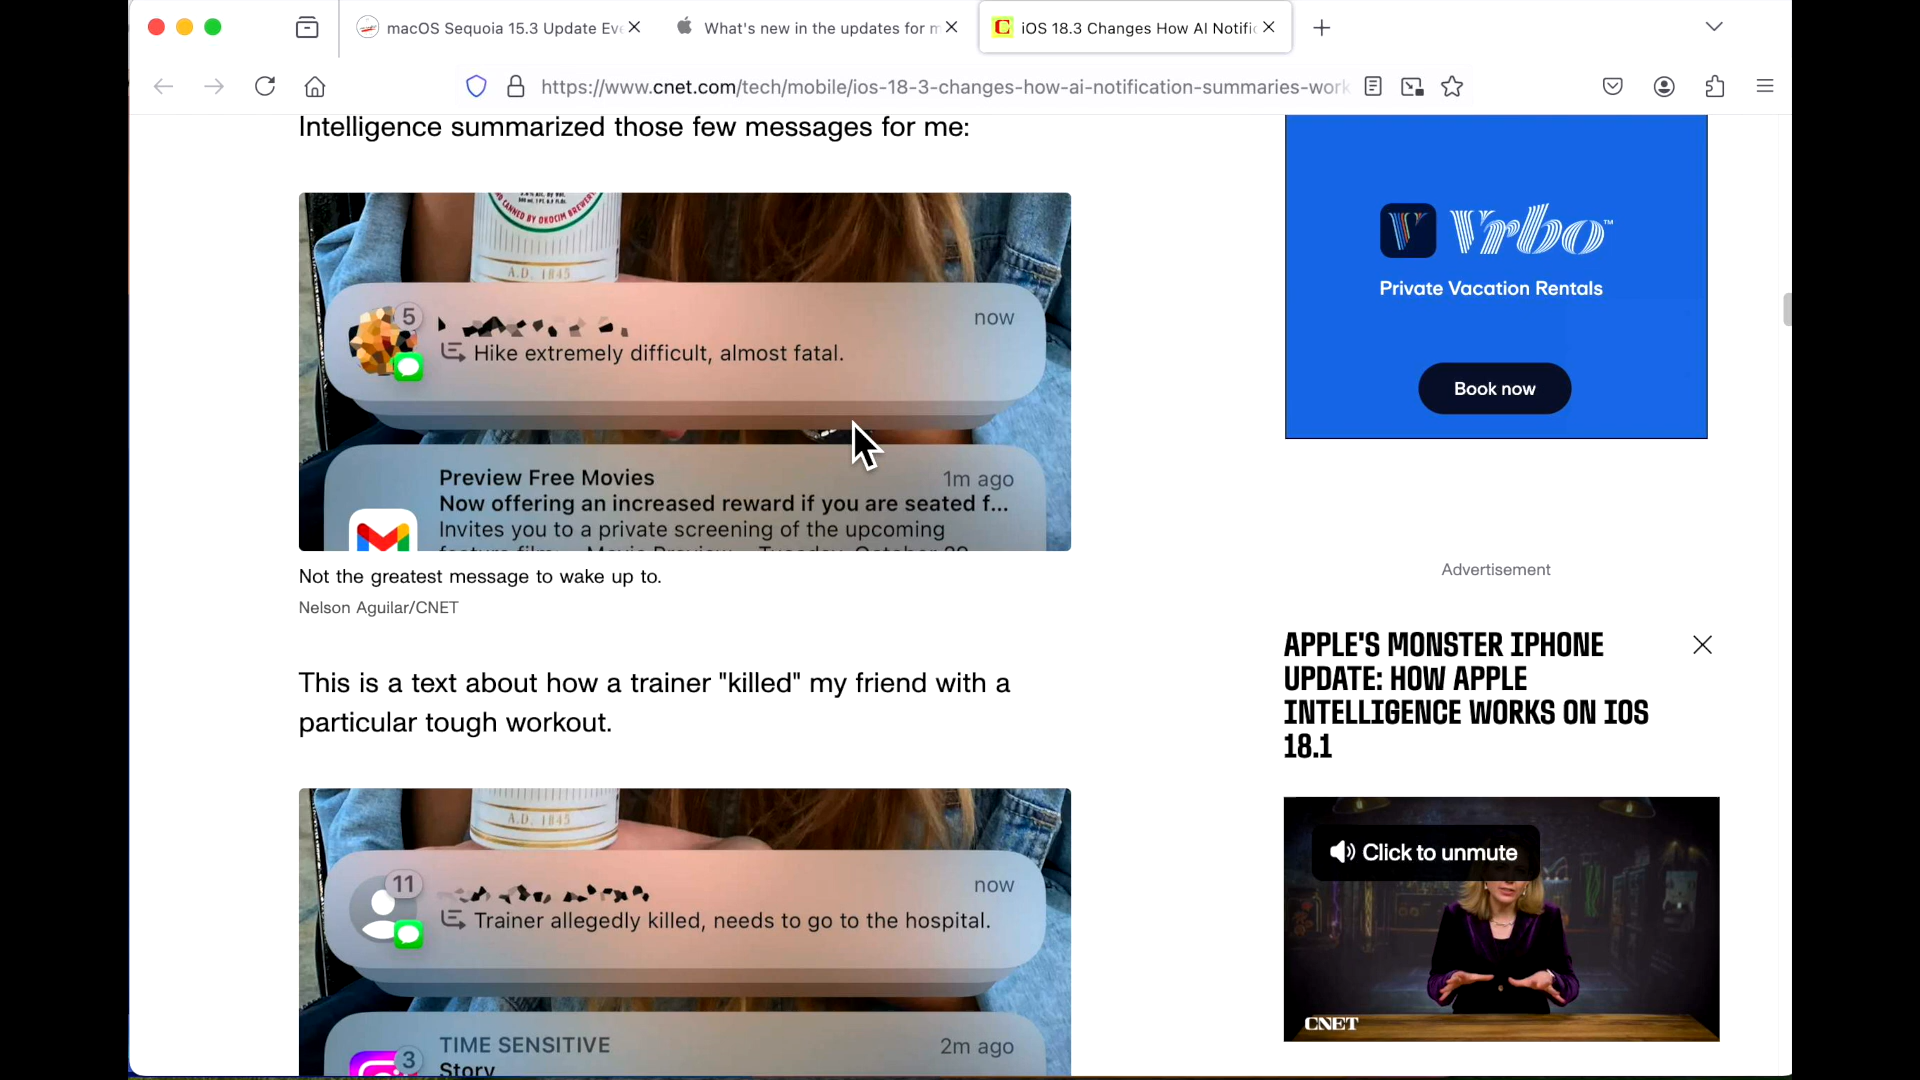 macOS Sequoia 15.3 Update Eve
What's new in the updates for m
C
iOS 18.3 Changes How AI Notific
https://www.cnet.com/tech/mobile/ios-18-3-changes-how-ai-notification-summaries-work
Intelligence summarized those few messages for me:
CANNED BY OKOCIM BREWERY
A.D. 1845
5
now
Hike extremely difficult, almost fatal.
Preview Free Movies
1m ago
Now offering an increased reward if you are seated f...
Invites you to a private screening of the upcoming
Not the greatest message to wake up to.
Nelson Aguilar/CNET
This is a text about how a trainer "killed" my friend with a
particular tough workout.
A.D. 1845
11
now
Trainer allegedly killed, needs to go to the hospital.
TIME SENSITIVE
2m ago
3
Story
Vrbo™
Private Vacation Rentals
Book now
Advertisement
APPLE'S MONSTER IPHONE
UPDATE: HOW APPLE
INTELLIGENCE WORKS ON IOS
18.1
Click to unmute
CNET